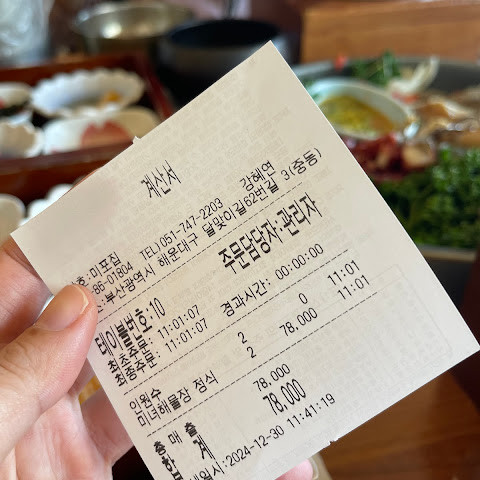 계산서
호:미포집
86-01804 TEL)051-747-2203 강혜연
부산광역시 해운대구 달맞이길62번길 3(중동)
테이블번호:10 주문담당자:관리자
최초주문: 11:01:07 경과시간: 00:00:00
최종주문: 11:01:07
인원수 2 0 11:01
미녀해물장 정식 2 78,000 11:01
총 매 출 78,000
합 계 78,000
일시:2024-12-30 11:41:19